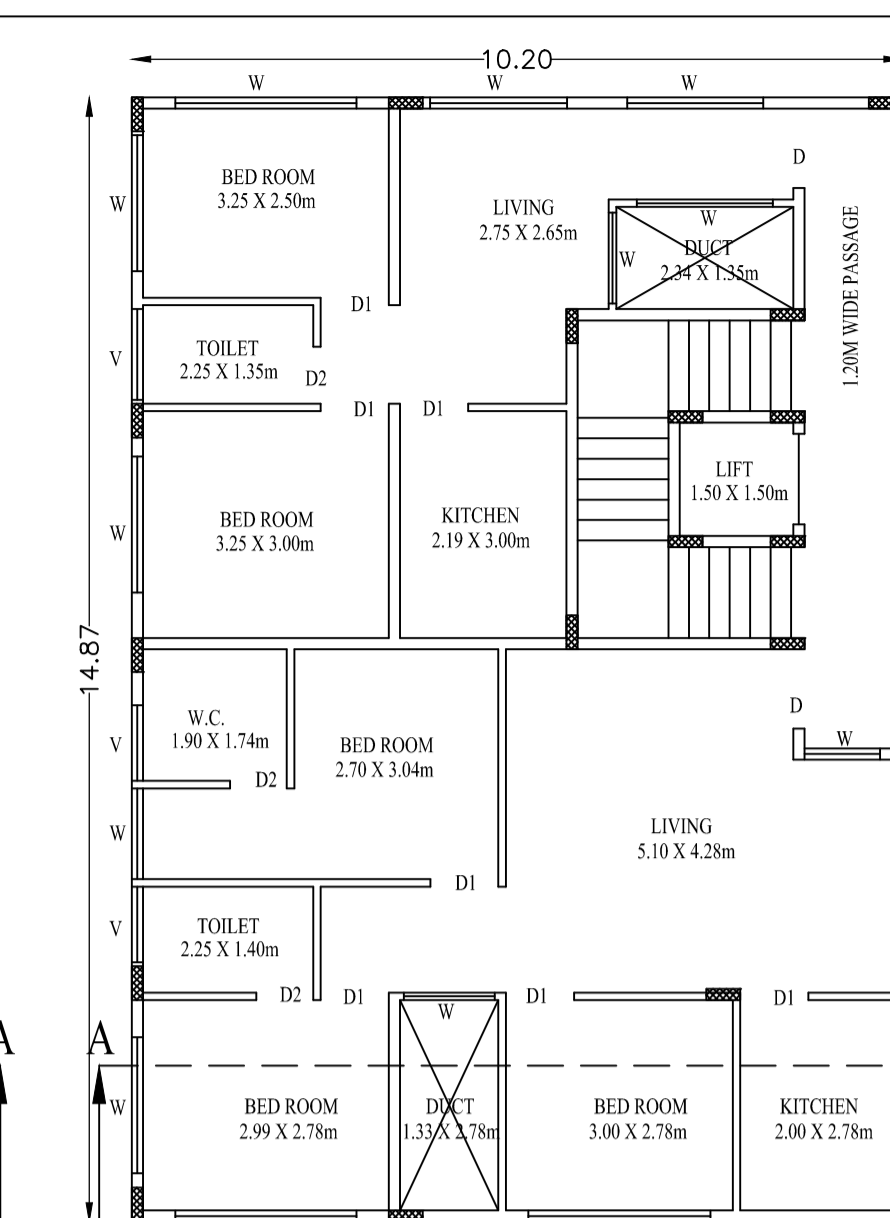 10.20
W
W
W
D
BED ROOM
3.25 X 2.50m
W
LIVING
2.75 X 2.65m
W
DUCT
2.34 X 1.35m
W
1.20M WIDE PASSAGE
D1
TOILET
2.25 X 1.35m
V
D2
D1
D1
LIFT
1.50 X 1.50m
BED ROOM
3.25 X 3.00m
KITCHEN
2.19 X 3.00m
W
14.87
W.C.
1.90 X 1.74m
V
D2
BED ROOM
2.70 X 3.04m
D
W
W
LIVING
5.10 X 4.28m
D1
V
TOILET
2.25 X 1.40m
D2
D1
W
D1
D1
A
A
W
BED ROOM
2.99 X 2.78m
DUCT
1.33 X 2.78m
BED ROOM
3.00 X 2.78m
KITCHEN
2.00 X 2.78m